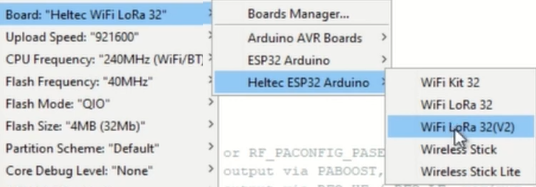 Board: "Heltec WiFi LoRa 32"
Upload Speed: "921600"
CPU Frequency: "240MHz (WiFi/BT)
Flash Frequency: "40MHz"
Flash Mode: "QIO"
Flash Size: "4MB (32Mb)"
Partition Scheme: "Default"
Core Debug Level: "None"
Boards Manager...
Arduino AVR Boards
ESP32 Arduino
Heltec ESP32 Arduino
WiFi Kit 32
WiFi LoRa 32
WiFi LoRa 32(V2)
Wireless Stick
Wireless Stick Lite
or RF_PACONFIG_PASE
output via PABOOST,